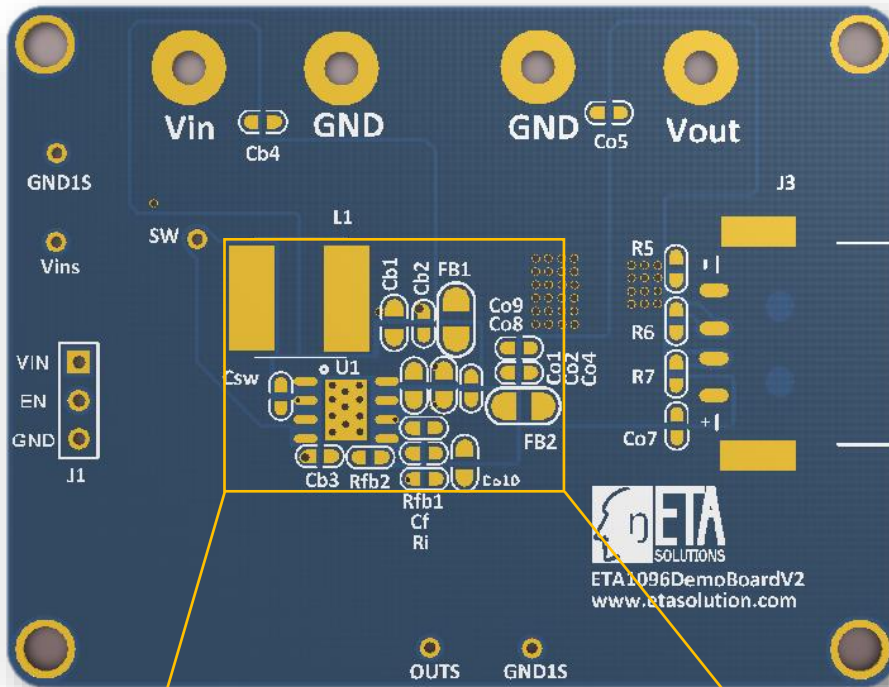 Vin
GND
GND
Vout
Cb4
Co5
GND1S
J3
SW
L1
Vins
R5
Cb1
Cb2
FB1
Co9
Co8
R6
VIN
U1
Csw
Co1
Co2
Co4
R7
EN
GND
J1
FB2
Co7
Cb3
Rfb2
Co10
Rfb1
Cf
Ri
ηETA
SOLUTIONS
ETA1096DemoBoardV2
www.etasolution.com
OUTS
GND1S